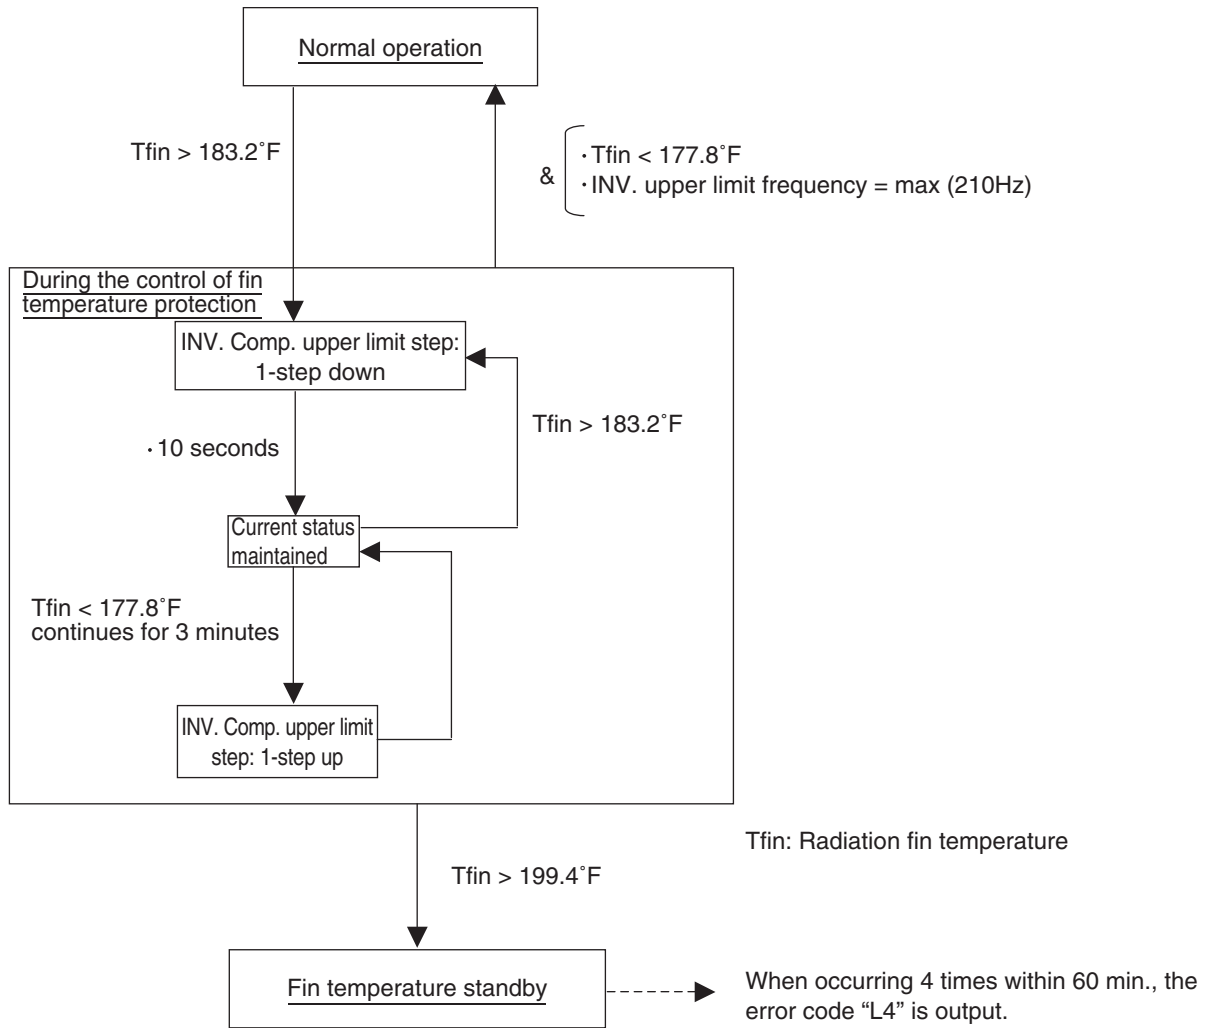 Normal operation
Tfin > 183.2˚F
&
·Tfin < 177.8˚F
·INV. upper limit frequency = max (210Hz)
During the control of fin
temperature protection
INV. Comp. upper limit step:
1-step down
Tfin > 183.2˚F
·10 seconds
Current status
maintained
Tfin < 177.8˚F
continues for 3 minutes
INV. Comp. upper limit
step: 1-step up
Tfin: Radiation fin temperature
Tfin > 199.4˚F
Fin temperature standby
When occurring 4 times within 60 min., the
error code “L4” is output.